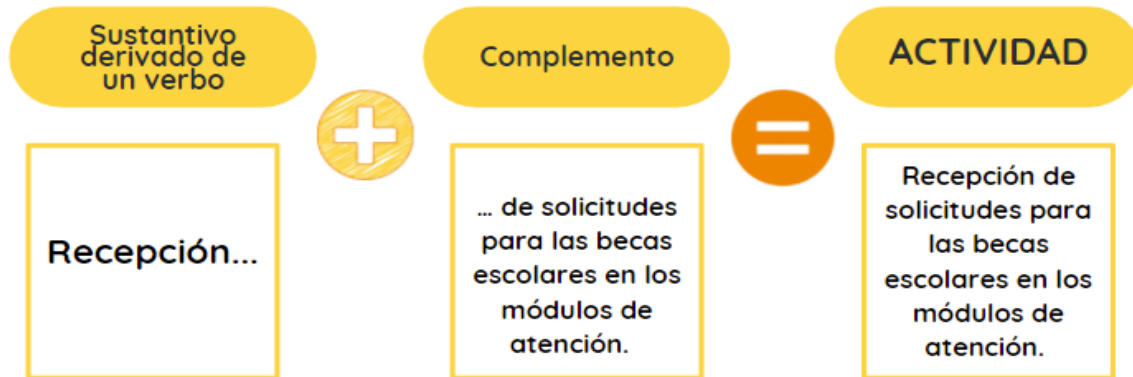 Sustantivo
derivado de
un verbo
Complemento
ACTIVIDAD
Recepción...
... de solicitudes
para las becas
escolares en los
módulos de
atención.
Recepción de
solicitudes para
las becas
escolares en los
módulos de
atención.